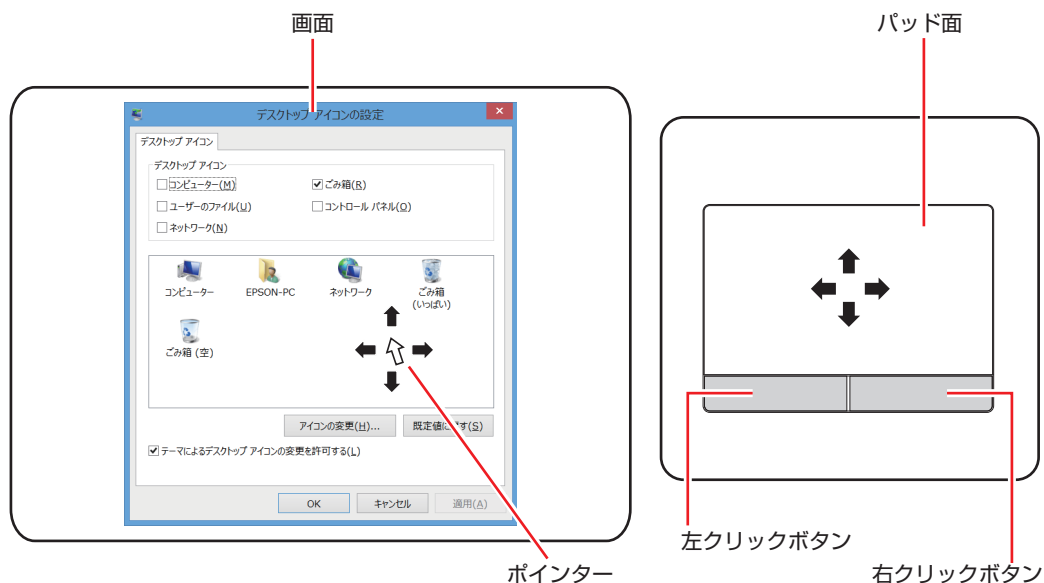 画面
パッド面
デスクトップ アイコンの設定
デスクトップ アイコン
デスクトップ アイコン
コンピューター(M)
ごみ箱(R)
ユーザーのファイル(U)
コントロール パネル(O)
ネットワーク(N)
コンピューター
EPSON-PC
ネットワーク
ごみ箱
(いっぱい)
ごみ箱 (空)
アイコンの変更(H)...
既定値に戻す(S)
テーマによるデスクトップ アイコンの変更を許可する(L)
OK
キャンセル
適用(A)
左クリックボタン
ポインター
右クリックボタン